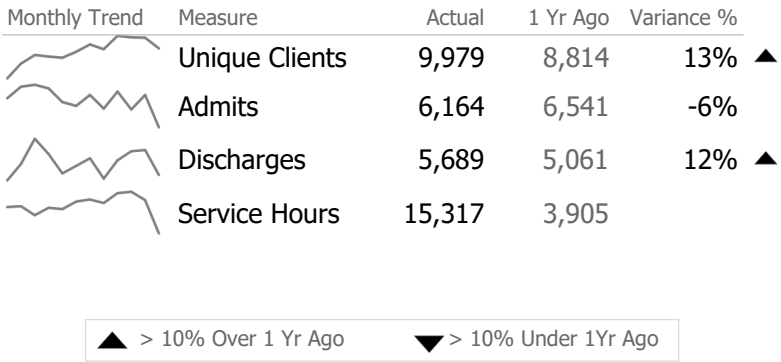 Monthly Trend Measure Actual 1 Yr Ago Variance %
Unique Clients 9,979 8,814 13%
Admits 6,164 6,541 -6%
Discharges 5,689 5,061 12%
Service Hours 15,317 3,905
> 10% Over 1 Yr Ago > 10% Under 1Yr Ago